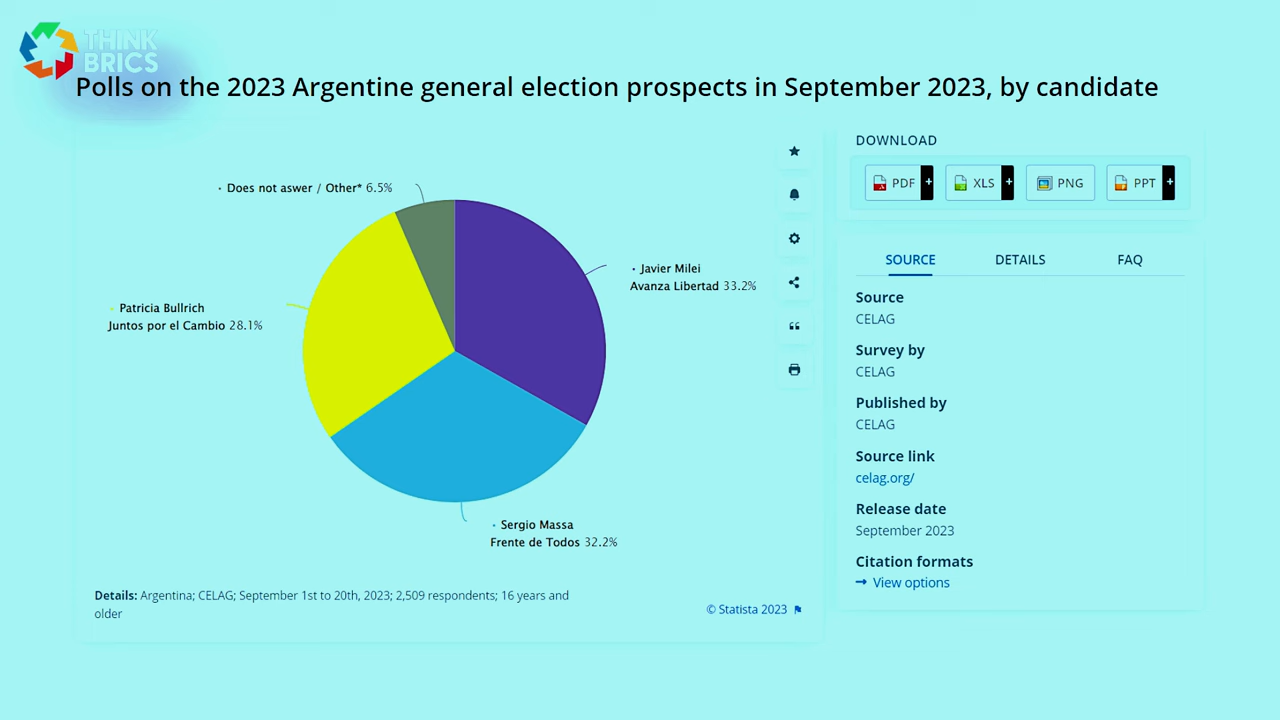 THINK
BRICS
Polls on the 2023 Argentine general election prospects in September 2023, by candidate
Does not aswer / Other* 6.5%
Javier Milei
Avanza Libertad 33.2%
Patricia Bullrich
Juntos por el Cambio 28.1%
Sergio Massa
Frente de Todos 32.2%
Details: Argentina; CELAG; September 1st to 20th, 2023; 2,509 respondents; 16 years and
older
© Statista 2023
DOWNLOAD
PDF + XLS + PNG PPT +
SOURCE DETAILS FAQ
Source
CELAG
Survey by
CELAG
Published by
CELAG
Source link
celag.org/
Release date
September 2023
Citation formats
→ View options